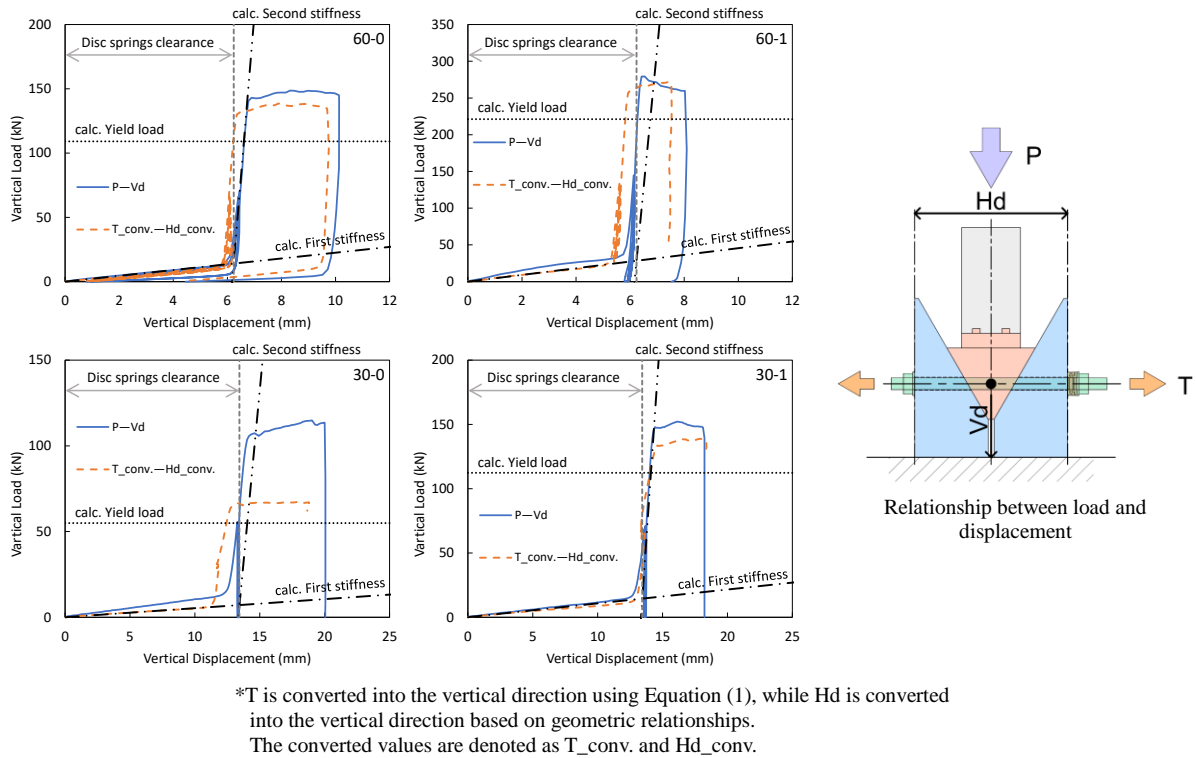 calc. Second stiffness
60-0
Disc springs clearance
calc. Yield load
P—Vd
T_conv.—Hd_conv.
calc. First stiffness
Vartical Load (kN)
200
150
100
50
0
0 2 4 6 8 10 12
Vertical Displacement (mm)
calc. Second stiffness
60-1
Disc springs clearance
calc. Yield load
P—Vd
T_conv.—Hd_conv.
calc. First stiffness
Vartical Load (kN)
350
300
250
200
150
100
50
0
0 2 4 6 8 10 12
Vertical Displacement (mm)
calc. Second stiffness
30-0
Disc springs clearance
P—Vd
T_conv.—Hd_conv.
calc. Yield load
calc. First stiffness
Vartical Load (kN)
150
100
50
0
0 5 10 15 20 25
Vertical Displacement (mm)
calc. Second stiffness
30-1
Disc springs clearance
calc. Yield load
P—Vd
T_conv.—Hd_conv.
calc. First stiffness
Vartical Load (kN)
200
150
100
50
0
0 5 10 15 20 25
Vertical Displacement (mm)
P
Hd
T
Vd
Relationship between load and
displacement
*T is converted into the vertical direction using Equation (1), while Hd is converted
into the vertical direction based on geometric relationships.
The converted values are denoted as T_conv. and Hd_conv.